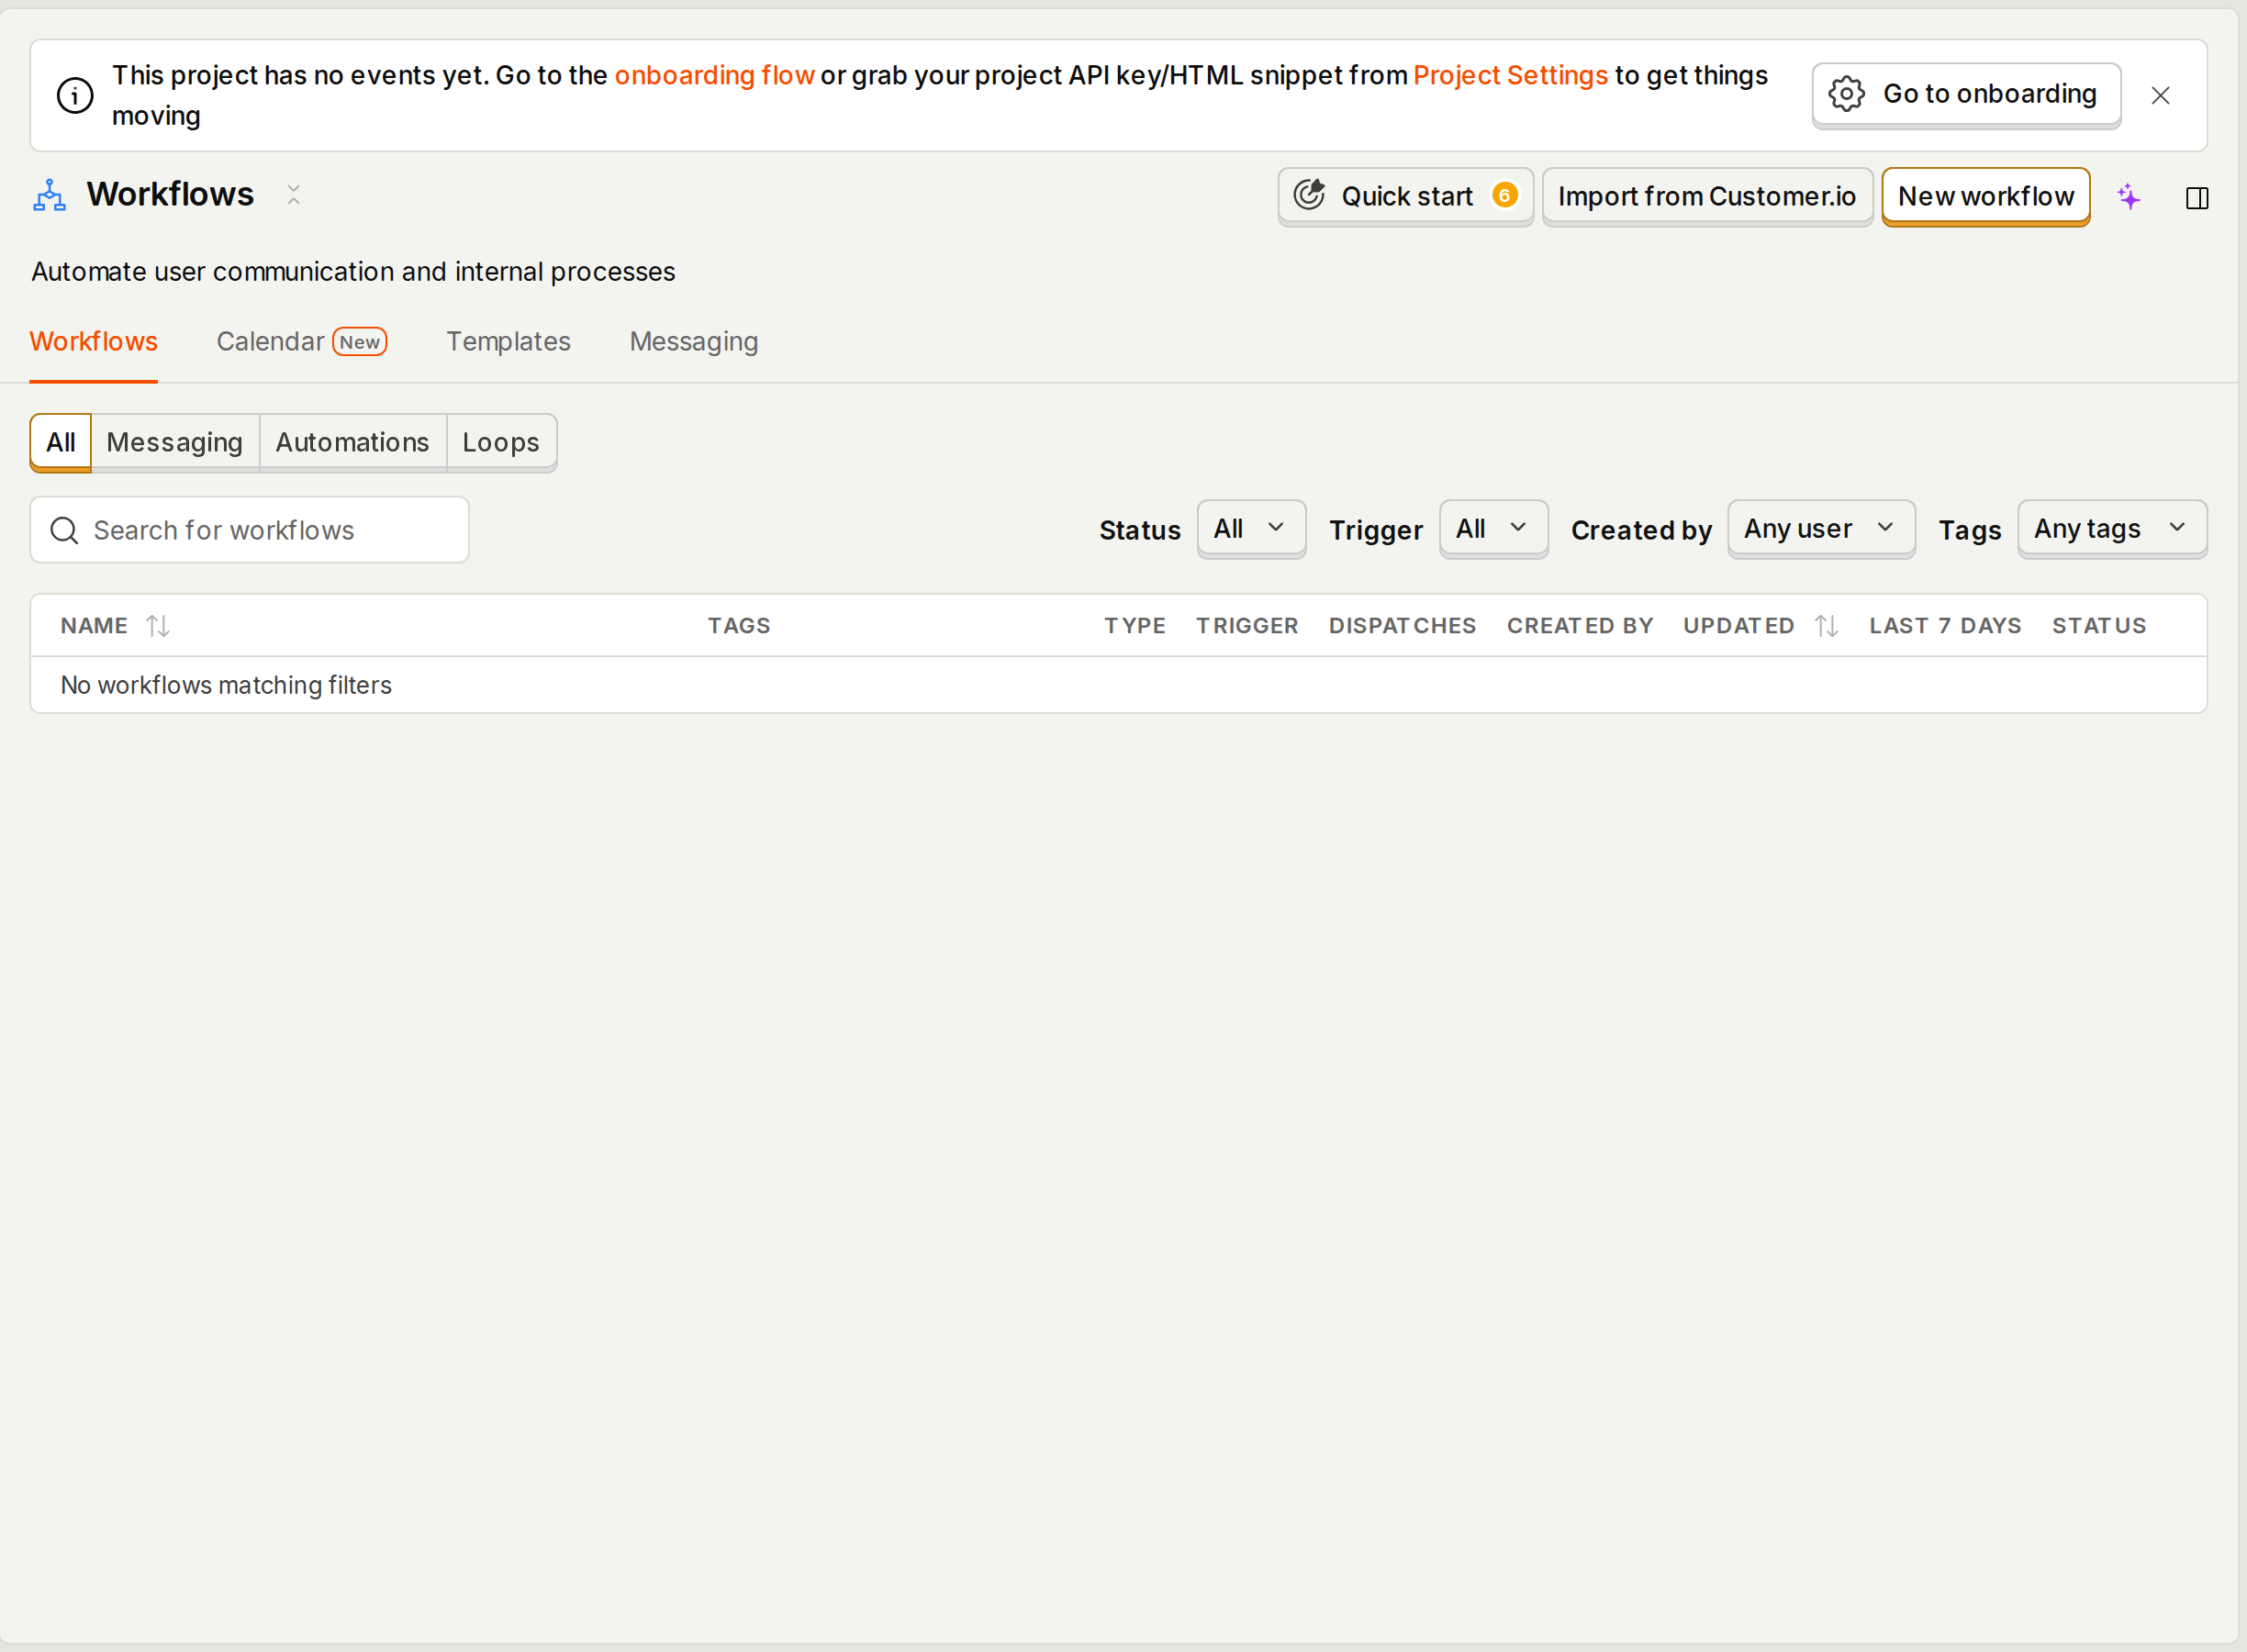 This project has no events yet. Go to the onboarding flow or grab your project API key/HTML snippet from Project Settings to get things
moving
Go to onboarding
Workflows
Quick start 6
Import from Customer.io
New workflow
Automate user communication and internal processes
Workflows Calendar New Templates Messaging
All Messaging Automations Loops
Search for workflows
Status All Trigger All Created by Any user Tags Any tags
NAME TAGS TYPE TRIGGER DISPATCHES CREATED BY UPDATED LAST 7 DAYS STATUS
No workflows matching filters